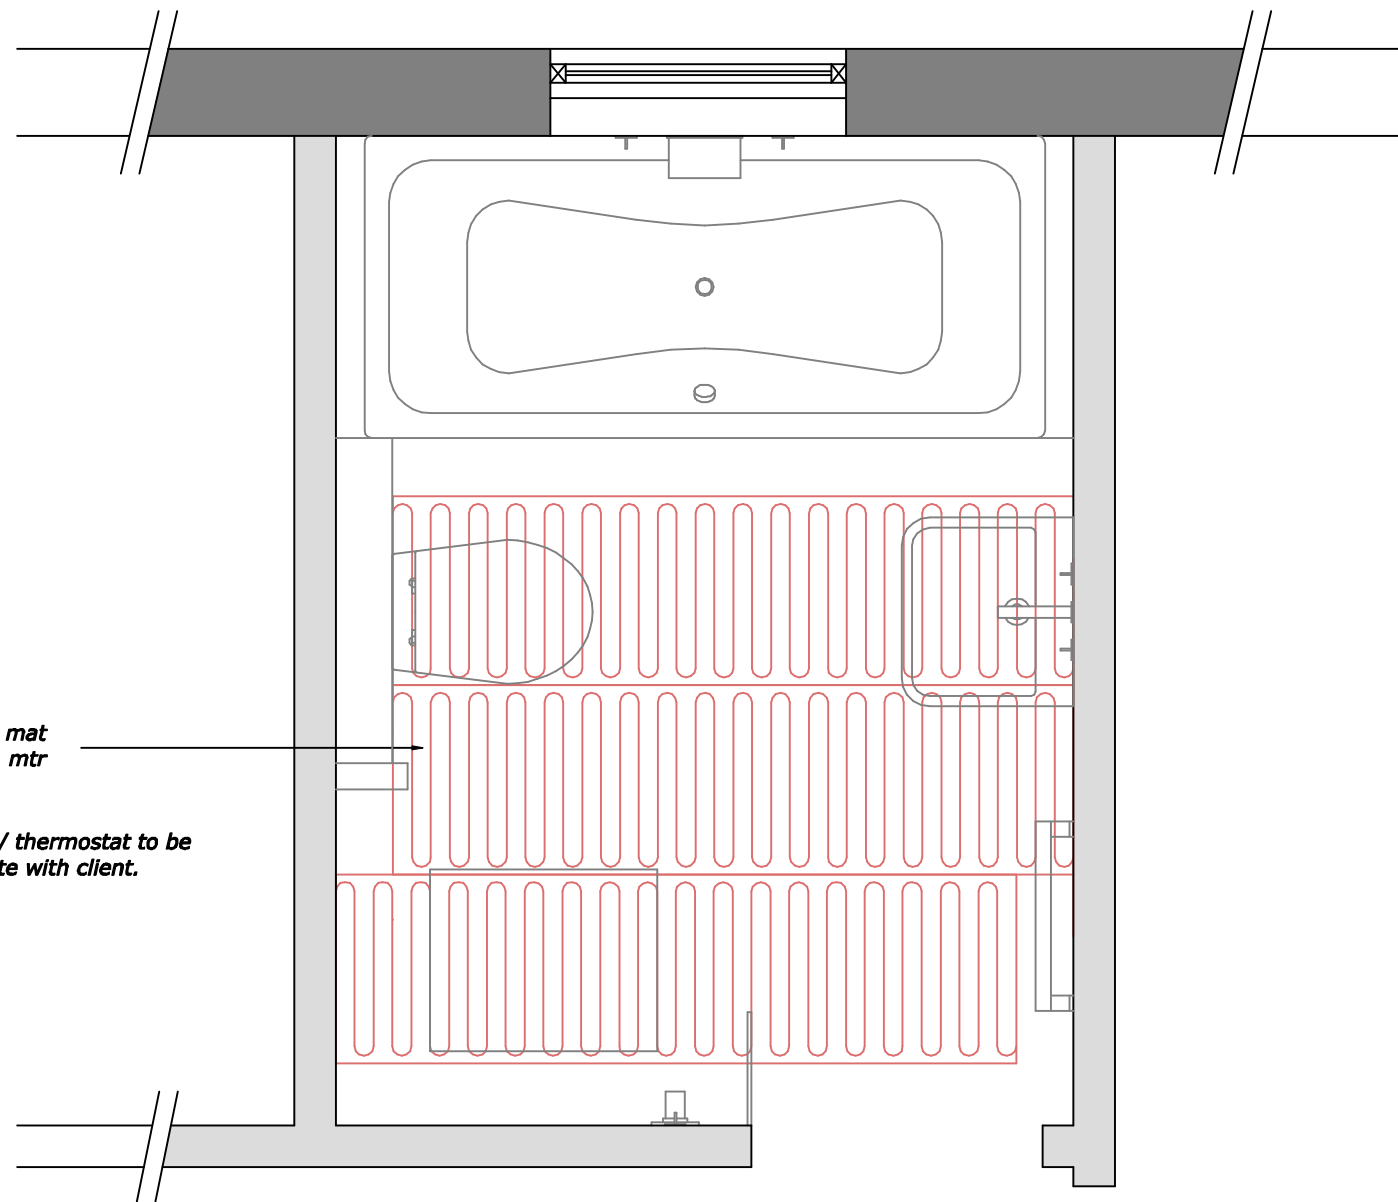 mat
mtr
/ thermostat to be
te with client.